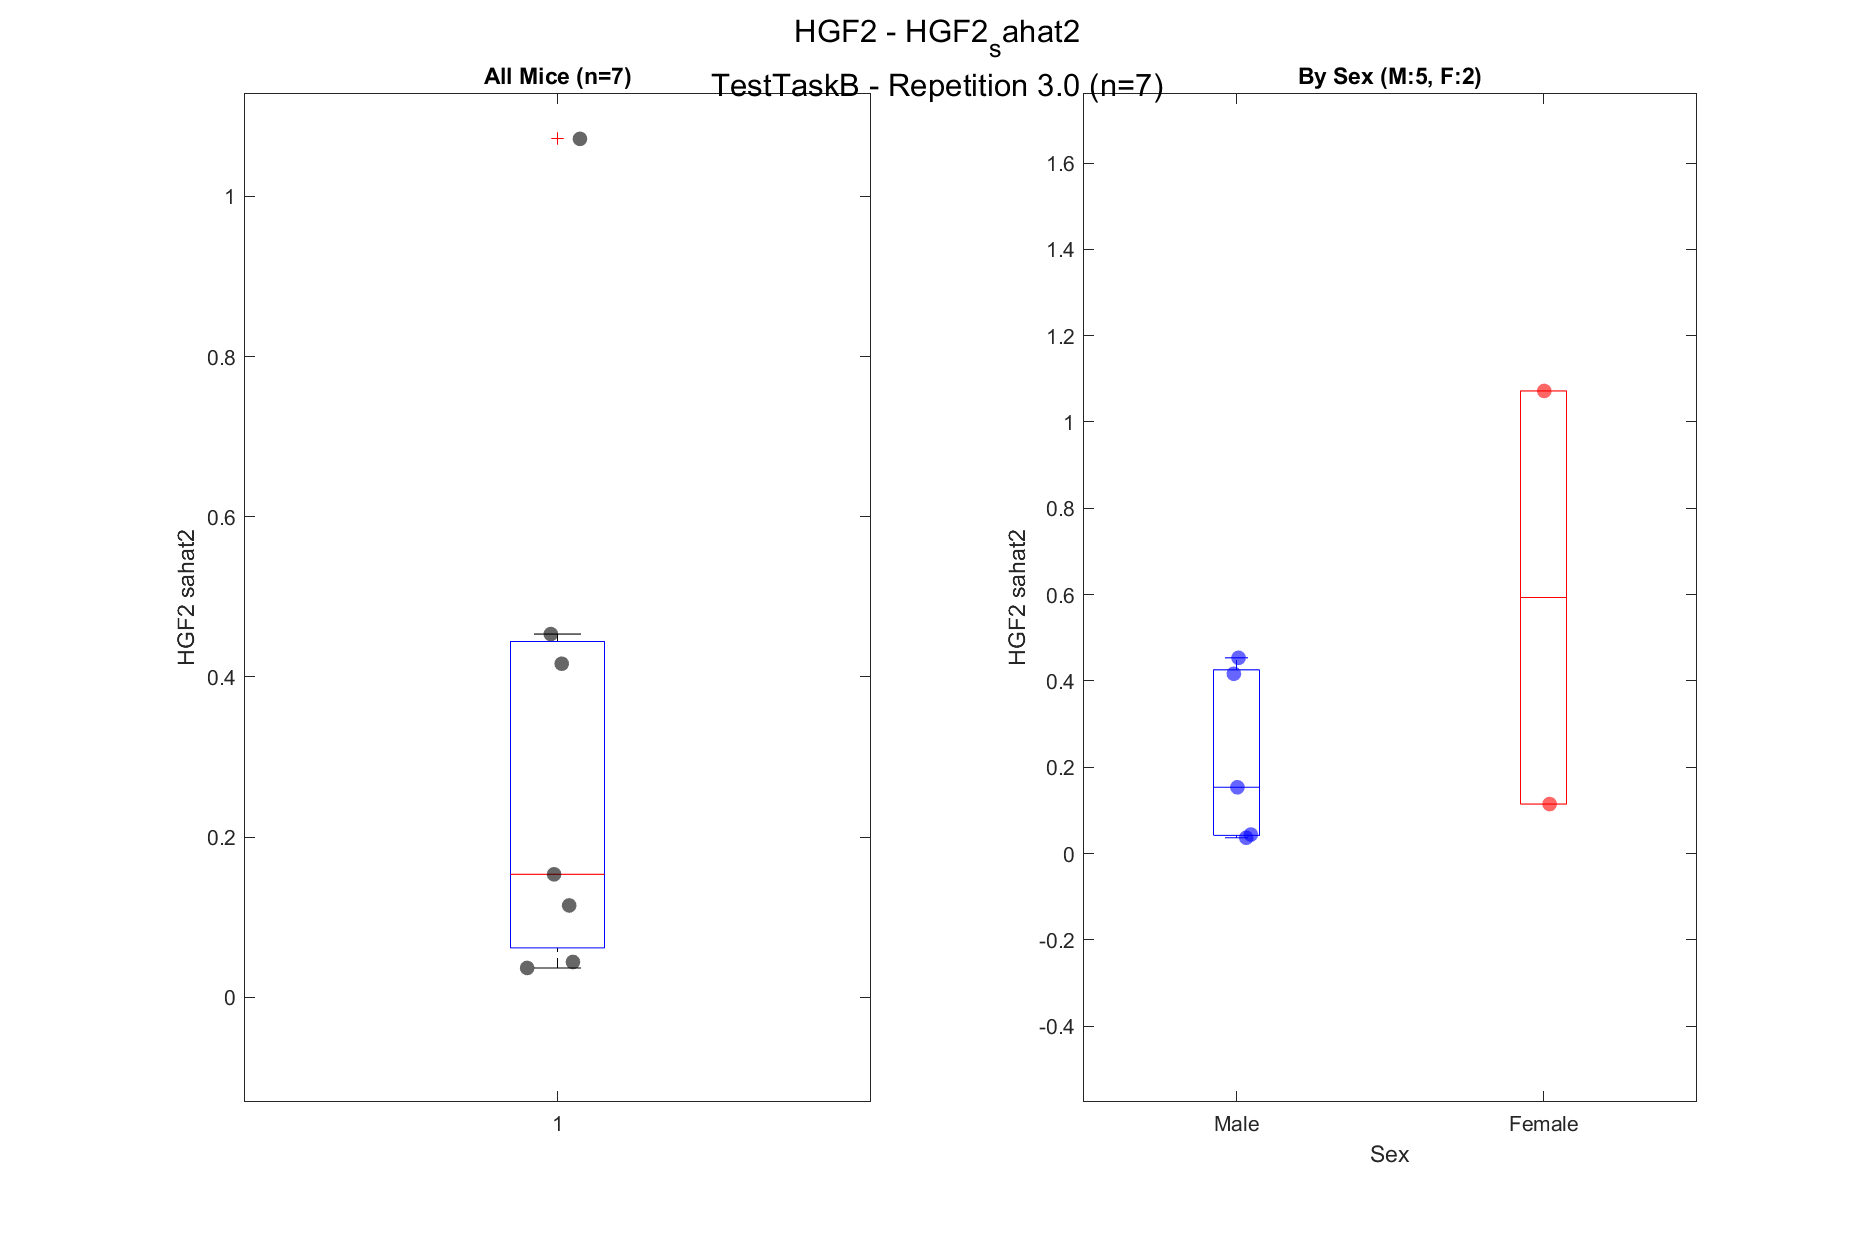 HGF2 - HGF2sahat2
TestTaskB - Repetition 3.0 (n=7)
All Mice (n=7)
HGF2 sahat2
1
0.8
0.6
0.4
0.2
0
1
By Sex (M:5, F:2)
HGF2 sahat2
1.6
1.4
1.2
1
0.8
0.6
0.4
0.2
0
-0.2
-0.4
Male Female
Sex